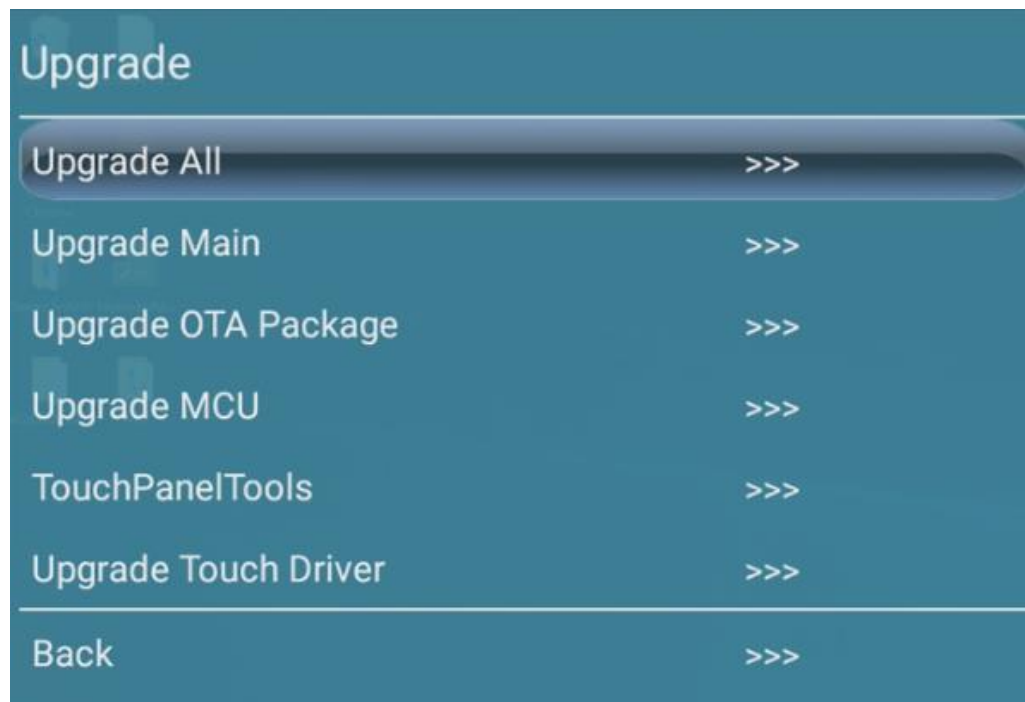 Upgrade
Upgrade All >>>
Upgrade Main >>>
Upgrade OTA Package >>>
Upgrade MCU >>>
TouchPanelTools >>>
Upgrade Touch Driver >>>
Back >>>